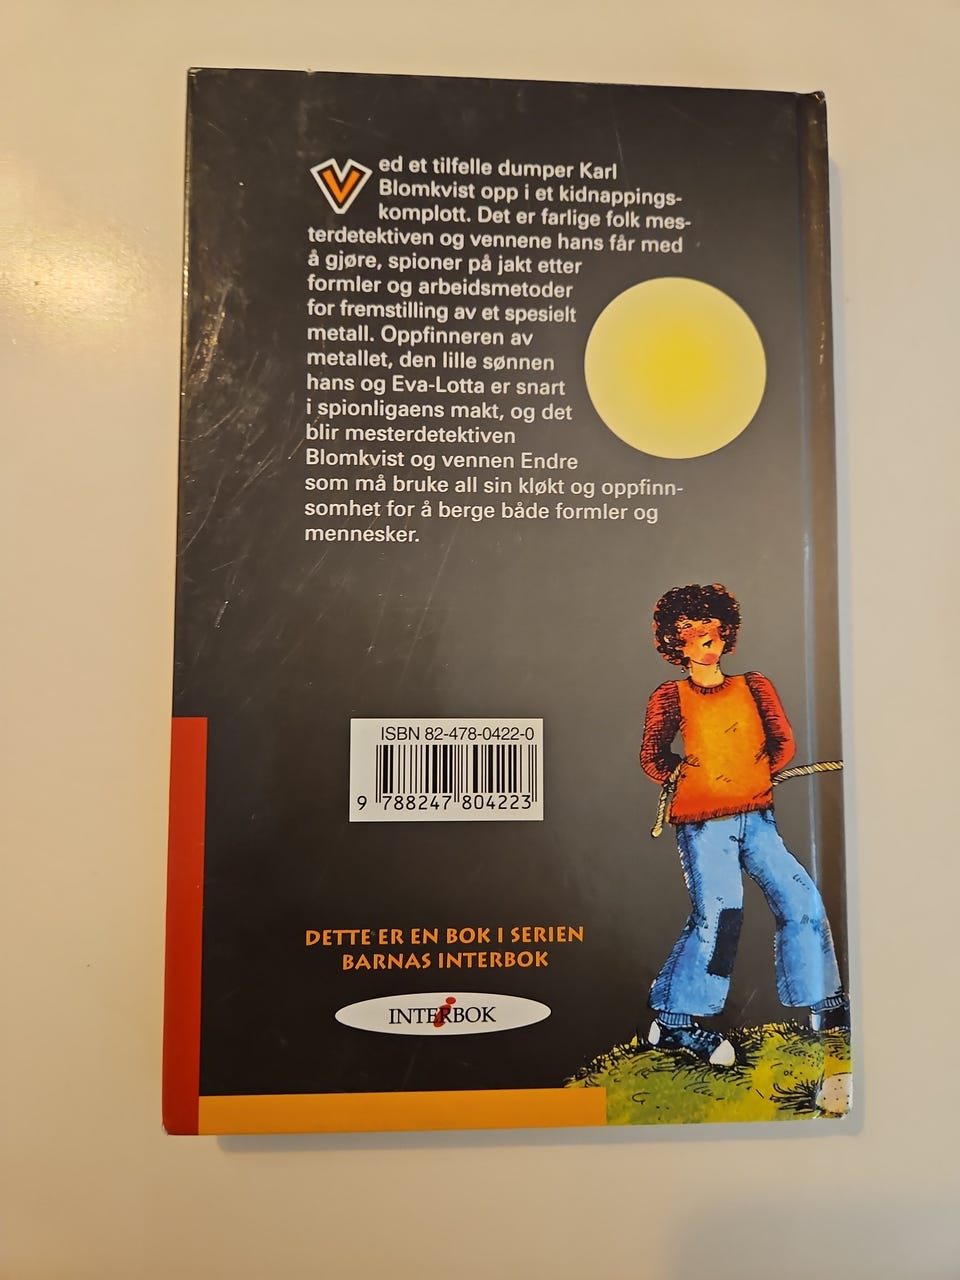 Ved et tilfelle dumper Karl
Blomkvist opp i et kidnappings-
komplott. Det er farlige folk mes-
terdetektiven og vennene hans får med
å gjøre, spioner på jakt etter
formler og arbeidsmetoder
for fremstilling av et spesielt
metall. Oppfinneren av
metallet, den lille sønnen
hans og Eva-Lotta er snart
i spionligaens makt, og det
blir mesterdetektiven
Blomkvist og vennen Endre
som må bruke all sin kløkt og oppfinn-
somhet for å berge både formler og
mennesker.
ISBN 82-478-0422-0
9 788247 804223
DETTE ER EN BOK I SERIEN
BARNAS INTERBOK
INTERBOK